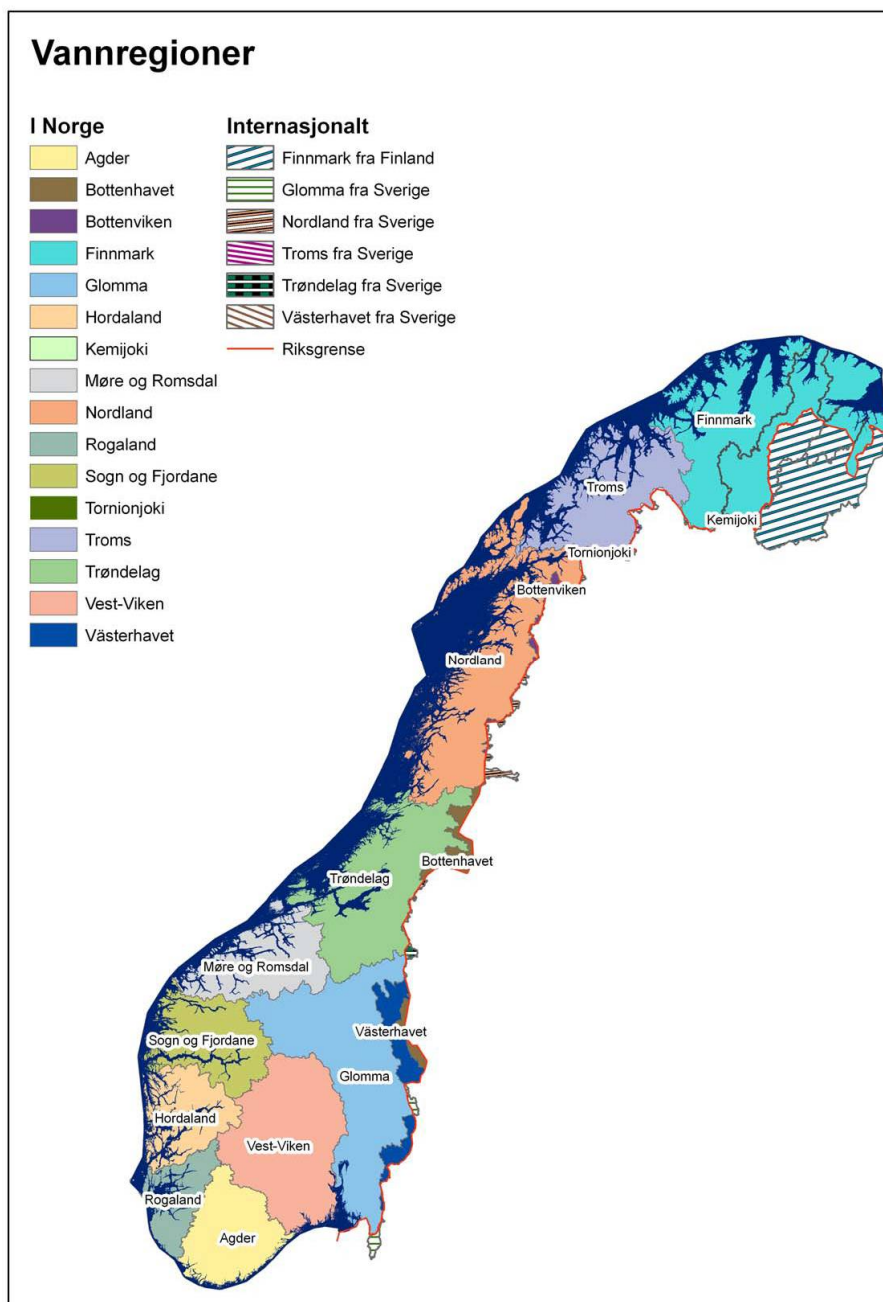 Vannregioner
I Norge
Agder
Bottenhavet
Bottenviken
Finnmark
Glomma
Hordaland
Kemijoki
Møre og Romsdal
Nordland
Rogaland
Sogn og Fjordane
Tornionjoki
Troms
Trøndelag
Vest-Viken
Västerhavet
Internasjonalt
Finnmark fra Finland
Glomma fra Sverige
Nordland fra Sverige
Troms fra Sverige
Trøndelag fra Sverige
Västerhavet fra Sverige
Riksgrense
Finnmark
Troms
Kemijoki
Tornionjoki
Bottenviken
Nordland
Bottenhavet
Trøndelag
Møre og Romsdal
Västerhavet
Sogn og Fjordane
Glomma
Hordaland
Vest-Viken
Rogaland
Agder